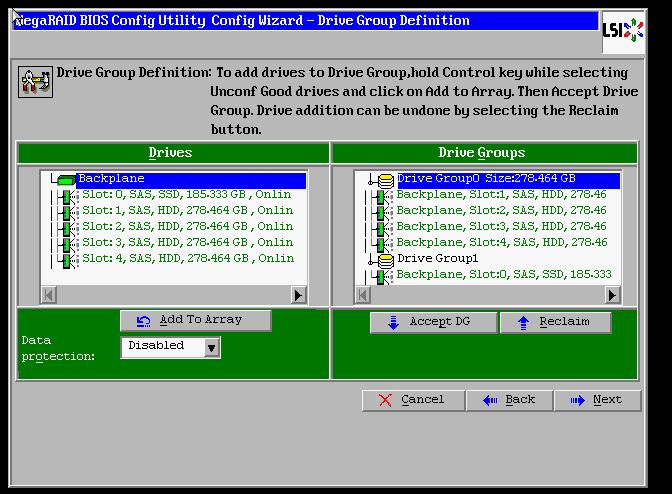 MegaRAID BIOS Config Utility Config Wizard - Drive Group Definition
LSI
Drive Group Definition: To add drives to Drive Group,hold Control key while selecting
Unconf Good drives and click on Add to Array. Then Accept Drive
Group. Drive addition can be undone by selecting the Reclaim
button.
Drives
Backplane
Slot: 0, SAS, SSD, 185.333 GB , Onlin
Slot: 1, SAS, HDD, 278.464 GB , Onlin
Slot: 2, SAS, HDD, 278.464 GB , Onlin
Slot: 3, SAS, HDD, 278.464 GB , Onlin
Slot: 4, SAS, HDD, 278.464 GB , Onlin
Add To Array
Data
protection:
Disabled
Drive Groups
Drive Group0 Size:278.464 GB
Backplane, Slot:1, SAS, HDD, 278.46
Backplane, Slot:2, SAS, HDD, 278.46
Backplane, Slot:3, SAS, HDD, 278.46
Backplane, Slot:4, SAS, HDD, 278.46
Drive Group1
Backplane, Slot:0, SAS, SSD, 185.333
Accept DG
Reclaim
Cancel
Back
Next